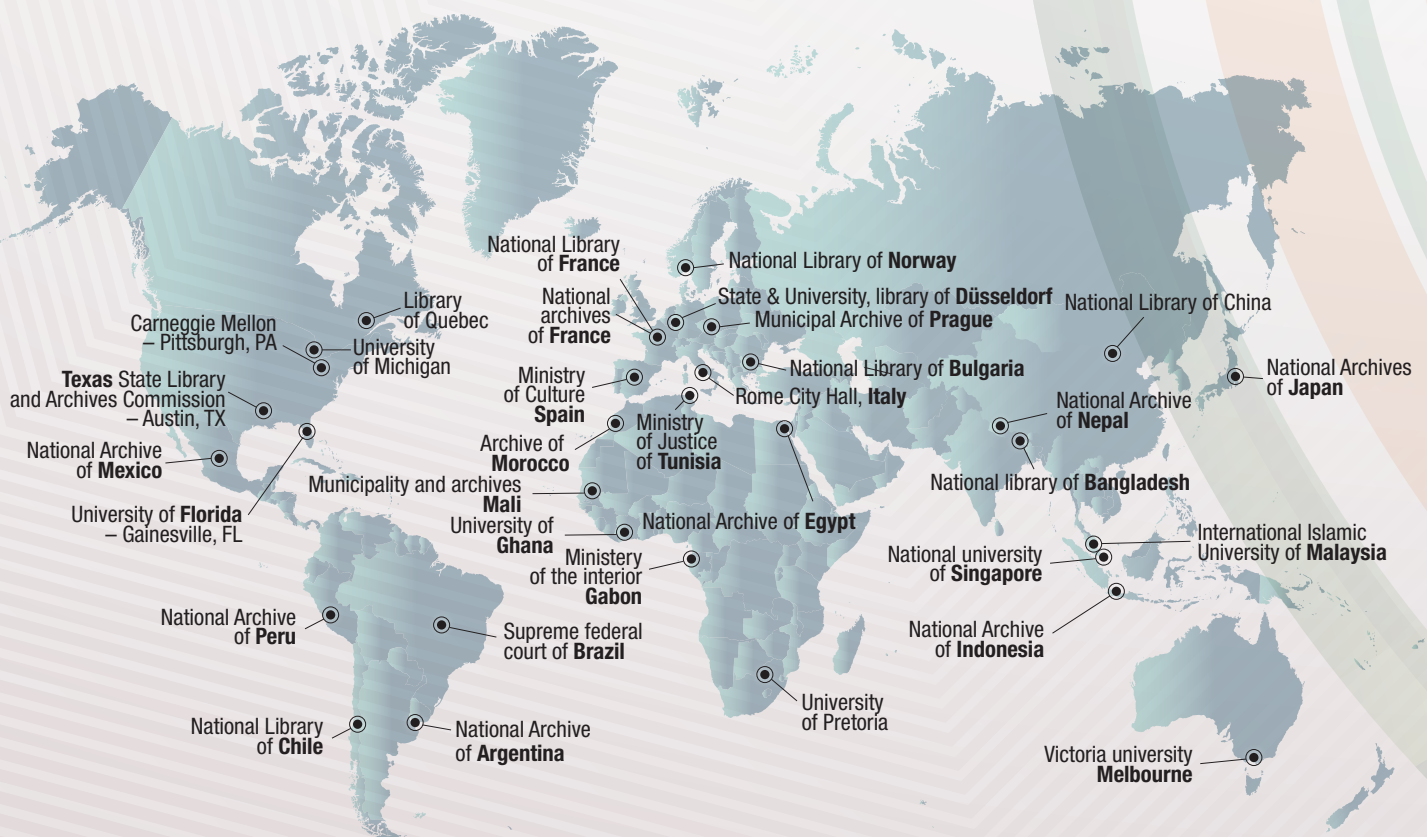 National Library
of France
National Library of Norway
National
archives
of France
State & University, library of Düsseldorf
Municipal Archive of Prague
National Library of China
Library
of Quebec
Carneggie Mellon
– Pittsburgh, PA
University
of Michigan
National Library of Bulgaria
National Archives
of Japan
Texas State Library
and Archives Commission
– Austin, TX
Ministry
of Culture
Spain
Rome City Hall, Italy
National Archive
of Nepal
Ministry
of Justice
of Tunisia
Archive of
Morocco
National Archive
of Mexico
Municipality and archives
Mali
National library of Bangladesh
University of Florida
– Gainesville, FL
University of
Ghana
National Archive of Egypt
International Islamic
University of Malaysia
Ministery
of the interior
Gabon
National university
of Singapore
National Archive
of Peru
Supreme federal
court of Brazil
National Archive
of Indonesia
University
of Pretoria
National Library
of Chile
National Archive
of Argentina
Victoria university
Melbourne